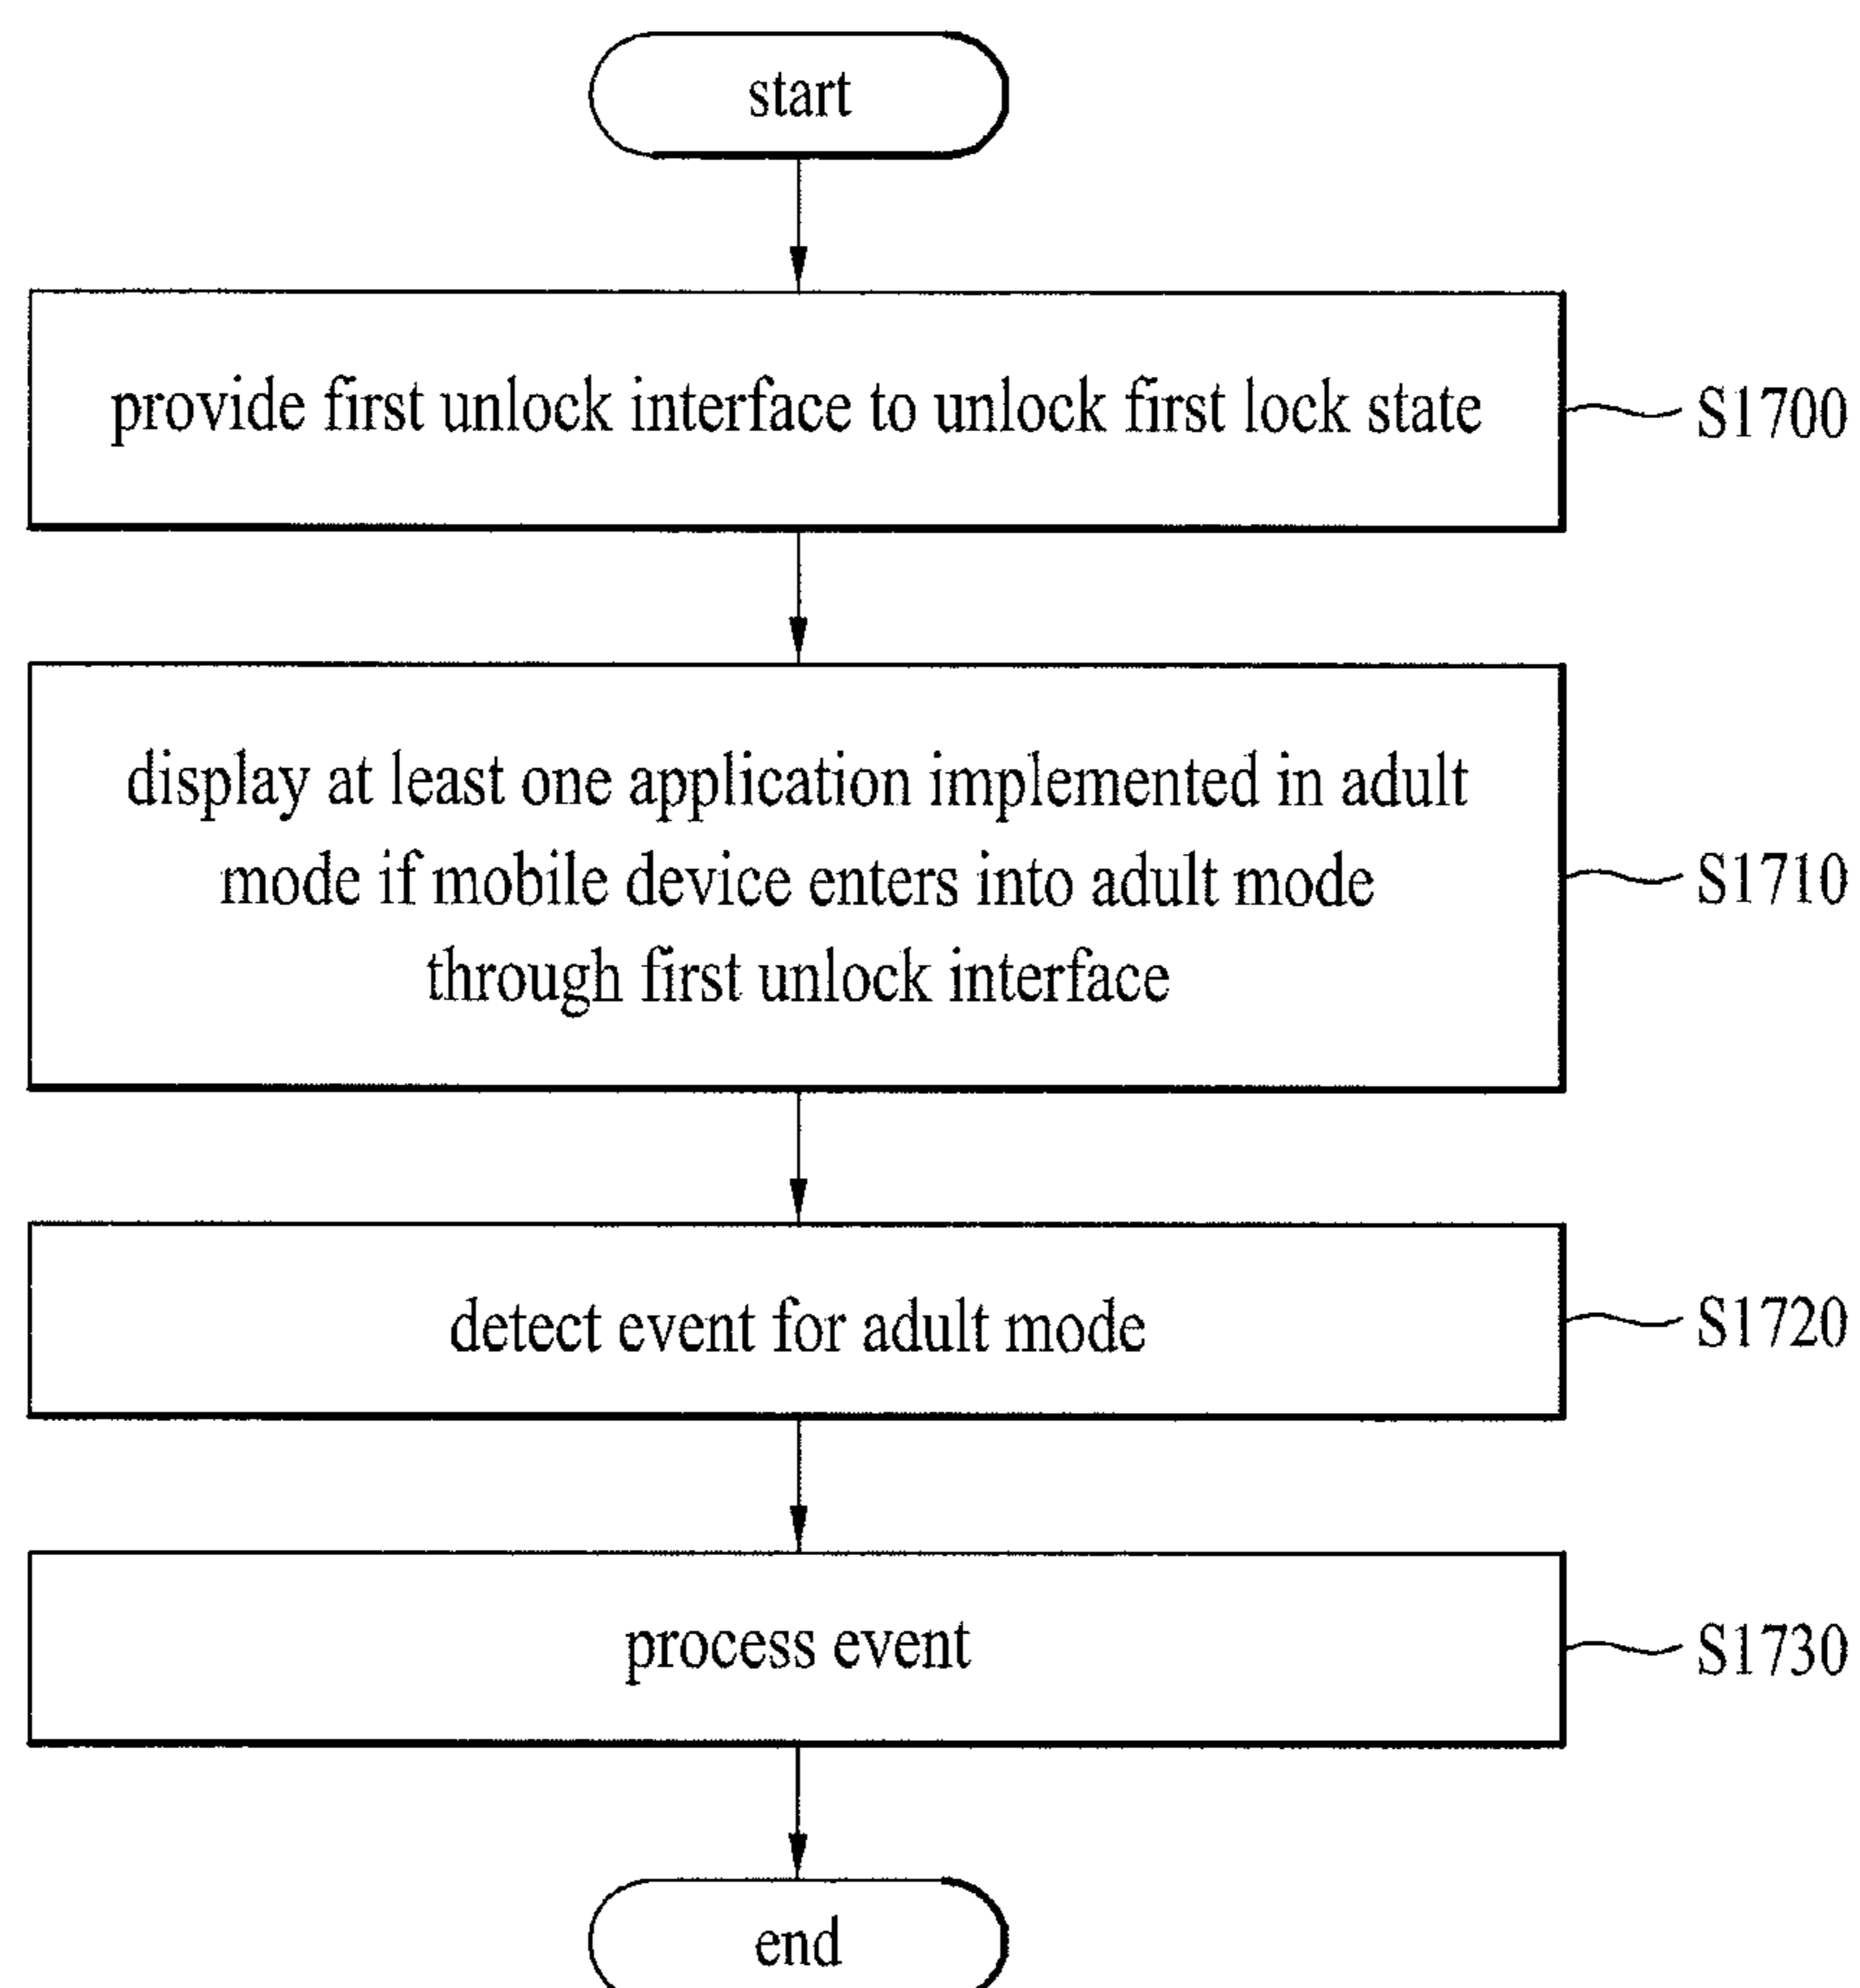 start
provide first unlock interface to unlock first lock state
S1700
display at least one application implemented in adult
mode if mobile device enters into adult mode
through first unlock interface
S1710
detect event for adult mode
S1720
process event
S1730
end